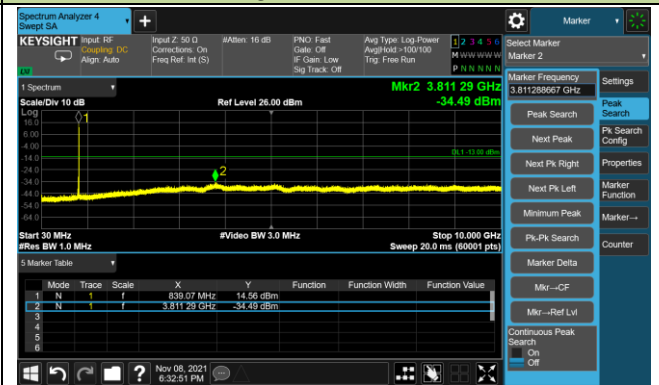 Spectrum Analyzer 4
Swept SA
Marker
KEYSIGHT
Input: RF
Coupling: DC
Align: Auto
Input Z: 50 Ω
Corrections: On
Freq Ref: Int (S)
#Atten: 16 dB
PNO: Fast
Gate: Off
IF Gain: Low
Sig Track: Off
Avg Type: Log-Power
Avg|Hold:>100/100
Trig: Free Run
1 2 3 4 5 6
M W W W W W
P N N N N N
Select Marker
Marker 2
1 Spectrum
Mkr2 3.811 29 GHz
Scale/Div 10 dB
Ref Level 26.00 dBm
-34.49 dBm
Log
16.0
6.00
-4.00
-14.0
-24.0
-34.0
-44.0
-54.0
-64.0
1
2
DL1 -13.00 dBm
Start 30 MHz
#Video BW 3.0 MHz
Stop 10.000 GHz
#Res BW 1.0 MHz
Sweep 20.0 ms (60001 pts)
5 Marker Table
Mode Trace Scale X Y Function Function Width Function Value
1 N 1 f 839.07 MHz 14.56 dBm
2 N 1 f 3.811 29 GHz -34.49 dBm
3
4
5
6
Marker Frequency
3.811288667 GHz
Peak Search
Next Peak
Next Pk Right
Next Pk Left
Minimum Peak
Pk-Pk Search
Marker Delta
Mkr→CF
Mkr→Ref Lvl
Continuous Peak
Search
On
Off
Settings
Peak
Search
Pk Search
Config
Properties
Marker
Function
Marker→
Counter
?
Nov 08, 2021
6:32:51 PM